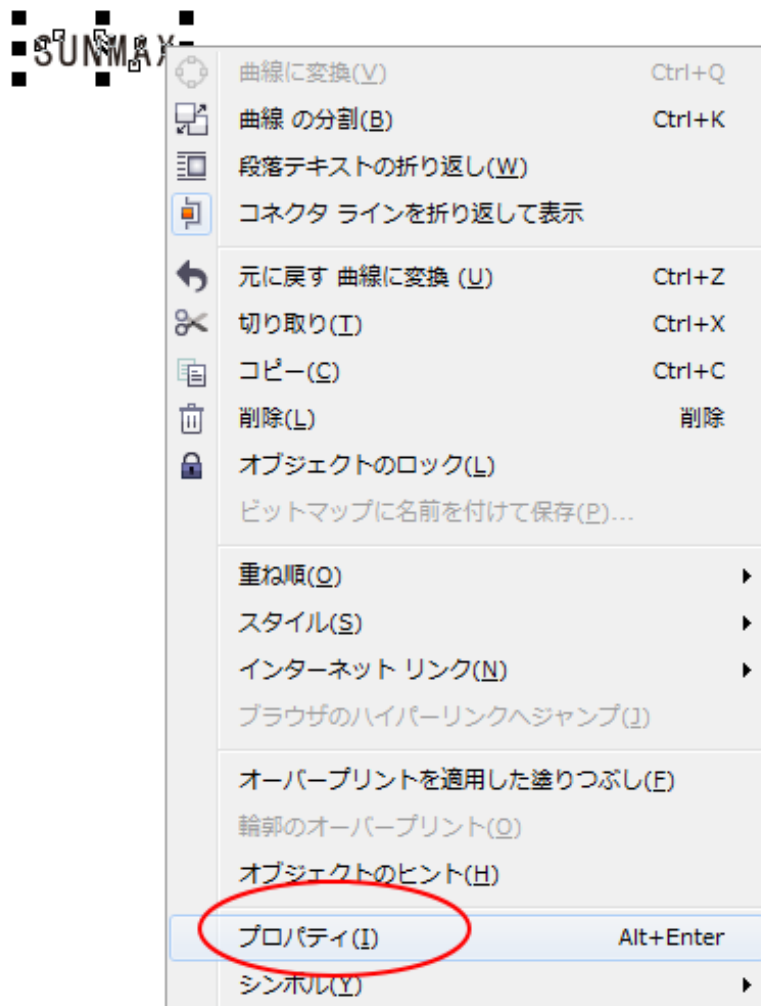 SUNMAX
曲線に変換(V) Ctrl+Q
曲線 の分割(B) Ctrl+K
段落テキストの折り返し(W)
コネクタ ラインを折り返して表示
元に戻す 曲線に変換 (U) Ctrl+Z
切り取り(T) Ctrl+X
コピー(C) Ctrl+C
削除(L) 削除
オブジェクトのロック(L)
ビットマップに名前を付けて保存(P)...
重ね順(O)
スタイル(S)
インターネット リンク(N)
ブラウザのハイパーリンクへジャンプ(J)
オーバープリントを適用した塗りつぶし(F)
輪郭のオーバープリント(O)
オブジェクトのヒント(H)
プロパティ(I) Alt+Enter
シンボル(Y)